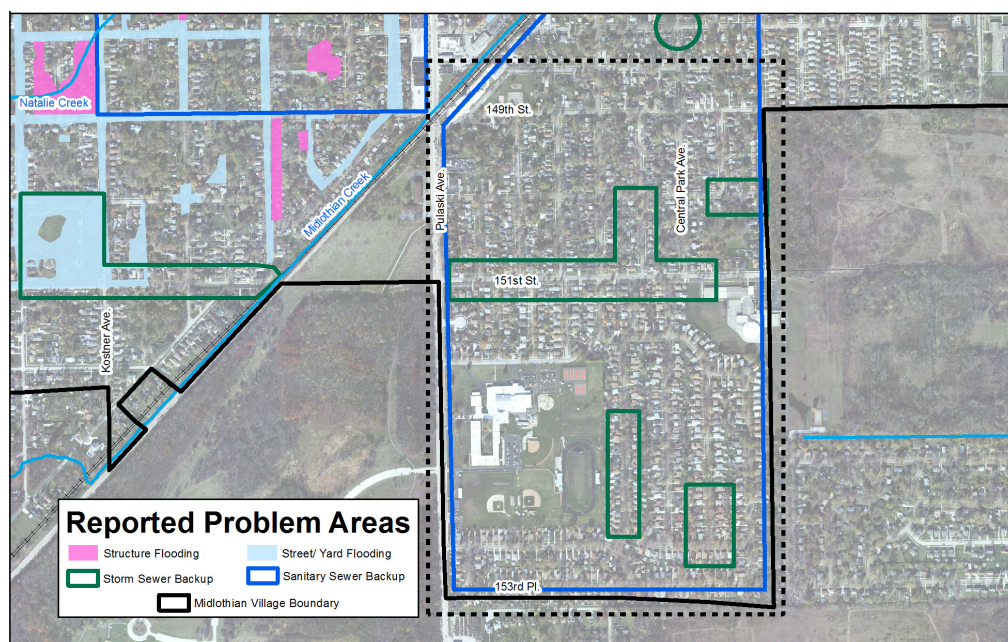 Natalie Creek
149th St.
Midlothian Creek
Pulaski Ave.
Central Park Ave.
151st St.
Kostner Ave.
153rd Pl.
Reported Problem Areas
Structure Flooding
Street/ Yard Flooding
Storm Sewer Backup
Sanitary Sewer Backup
Midlothian Village Boundary